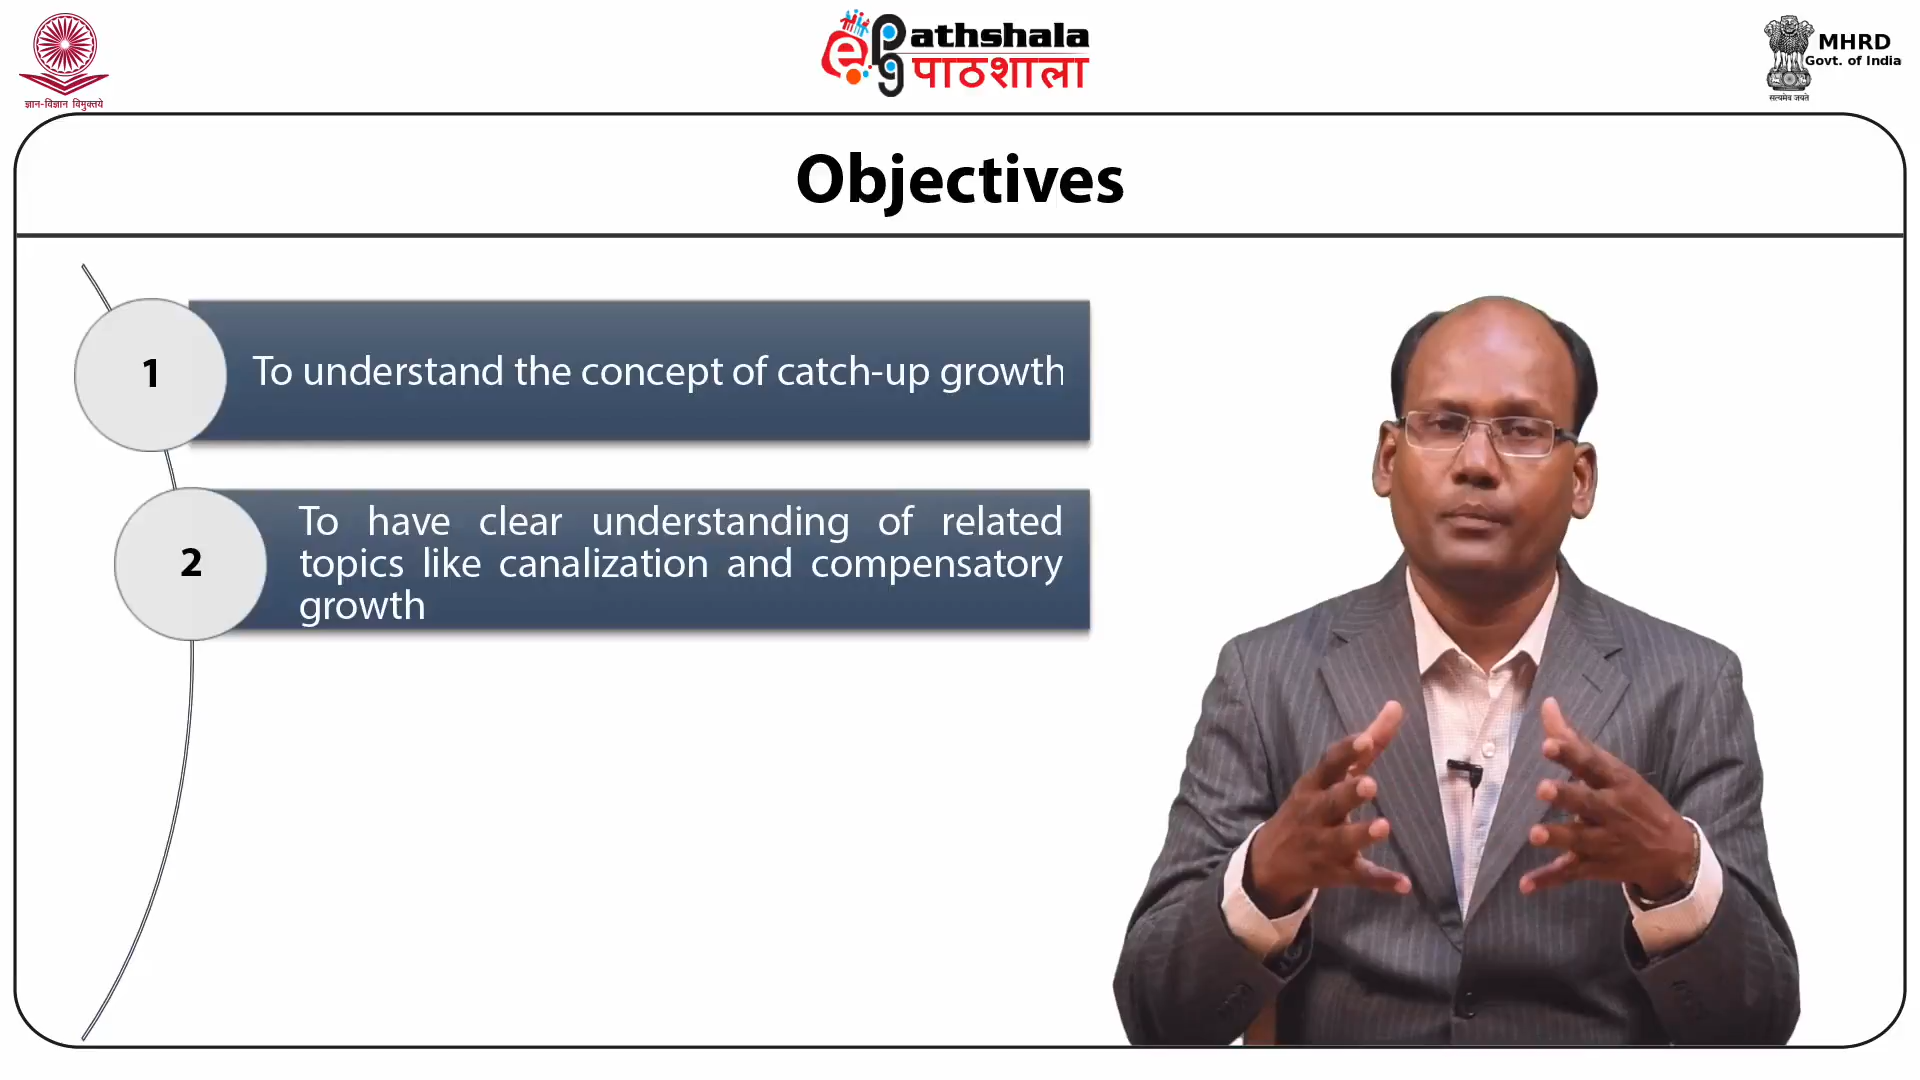 ज्ञान-विज्ञान विमुक्तये
ePathshala
पाठशाला
MHRD
Govt. of India
सत्यमेव जयते
Objectives
1
To understand the concept of catch-up growth
2
To have clear understanding of related
topics like canalization and compensatory
growth